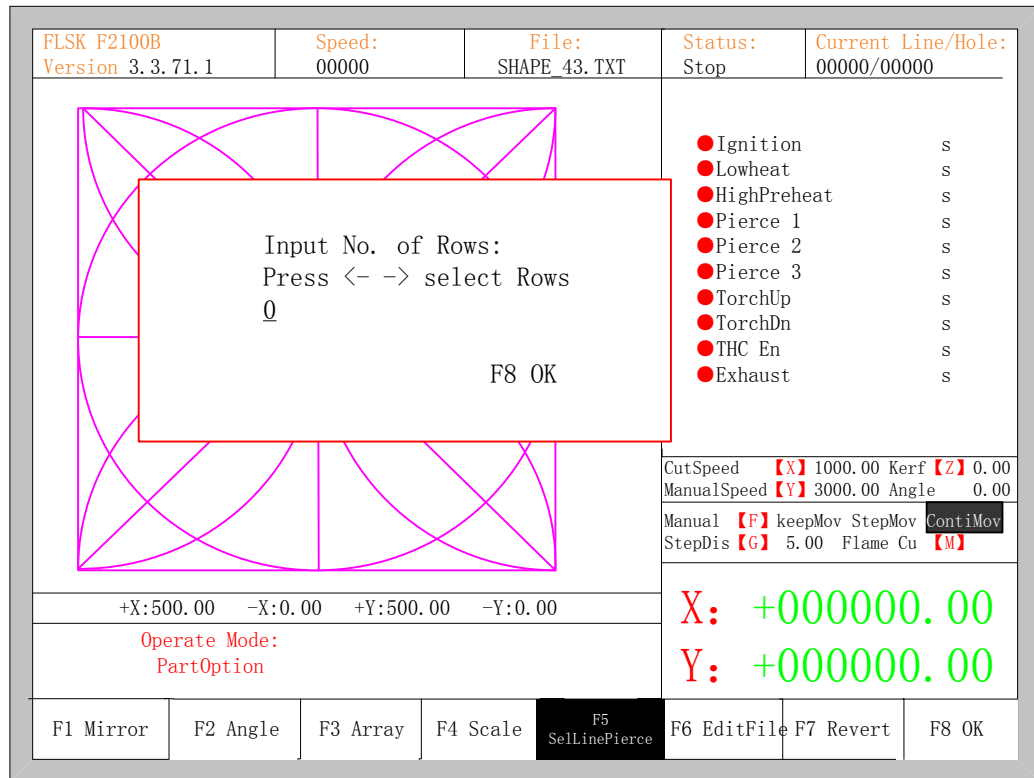 FLSK F2100B
Version 3.3.71.1
Speed:
00000
File:
SHAPE_43.TXT
Status:
Stop
Current Line/Hole:
00000/00000
Input No. of Rows:
Press <- -> select Rows
0
F8 OK
Ignition s
Lowheat s
HighPreheat s
Pierce 1 s
Pierce 2 s
Pierce 3 s
TorchUp s
TorchDn s
THC En s
Exhaust s
CutSpeed 【X】 1000.00 Kerf 【Z】 0.00
ManualSpeed 【Y】 3000.00 Angle 0.00
Manual 【F】 keepMov StepMov ContiMov
StepDis 【G】 5.00 Flame Cu 【M】
+X:500.00 -X:0.00 +Y:500.00 -Y:0.00
Operate Mode:
PartOption
X: +000000.00
Y: +000000.00
F1 Mirror
F2 Angle
F3 Array
F4 Scale
F5
SelLinePierce
F6 EditFile
F7 Revert
F8 OK